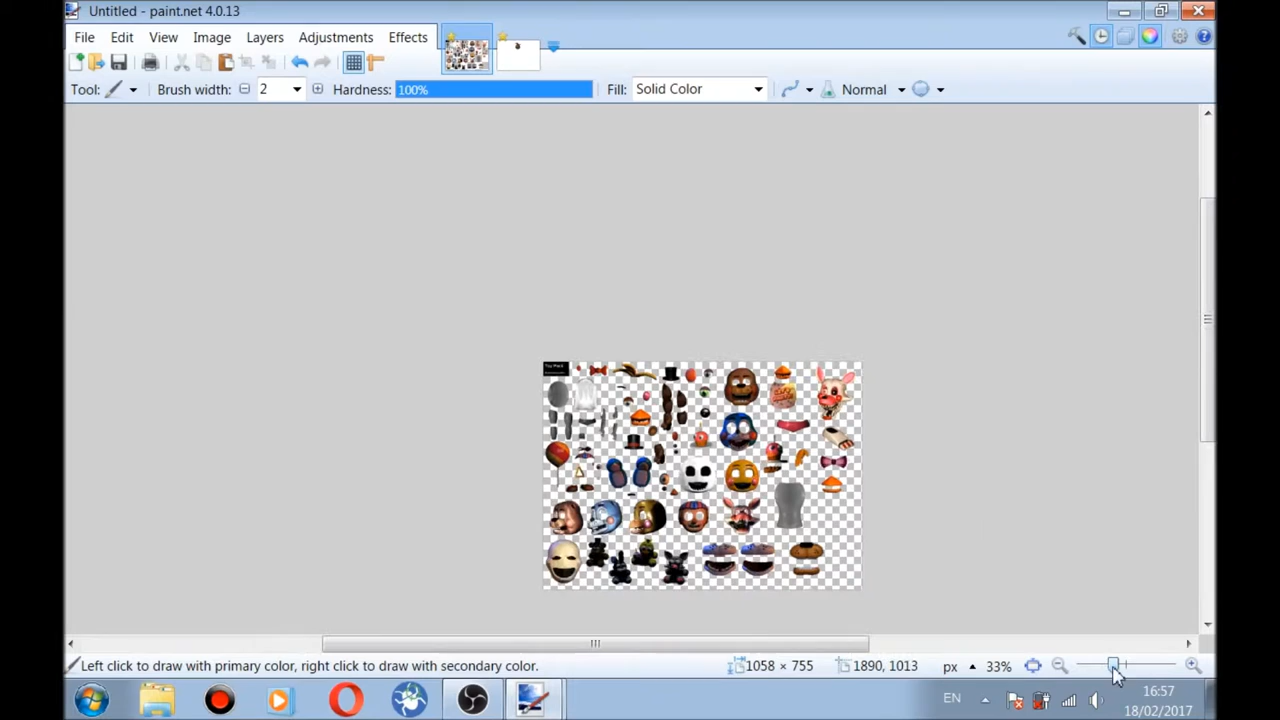 Untitled - paint.net 4.0.13
File Edit View Image Layers Adjustments Effects
Tool: Brush width: 2 Hardness: 100% Fill: Solid Color Normal
Left click to draw with primary color, right click to draw with secondary color. 1058 × 755 1890, 1013 px 33%
EN 16:57
18/02/2017